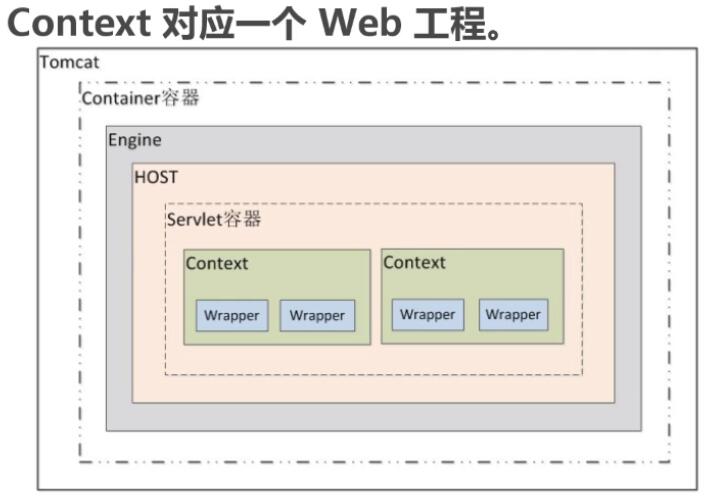 Context 对应一个 Web 工程。
Tomcat
Container容器
Engine
HOST
Servlet容器
Context Context
Wrapper Wrapper Wrapper Wrapper